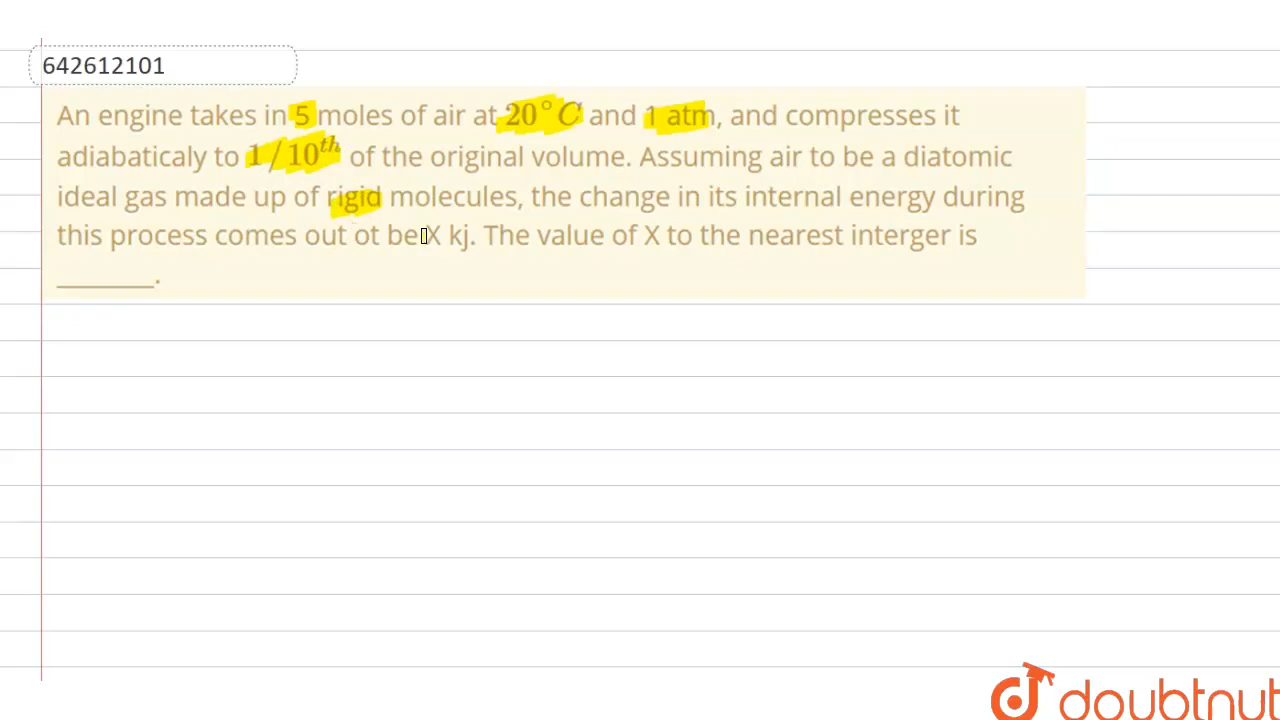 642612101
An engine takes in 5 moles of air at 20°C and 1 atm, and compresses it
adiabaticaly to 1/10^th of the original volume. Assuming air to be a diatomic
ideal gas made up of rigid molecules, the change in its internal energy during
this process comes out ot be X kj. The value of X to the nearest interger is
________.
doubtnut